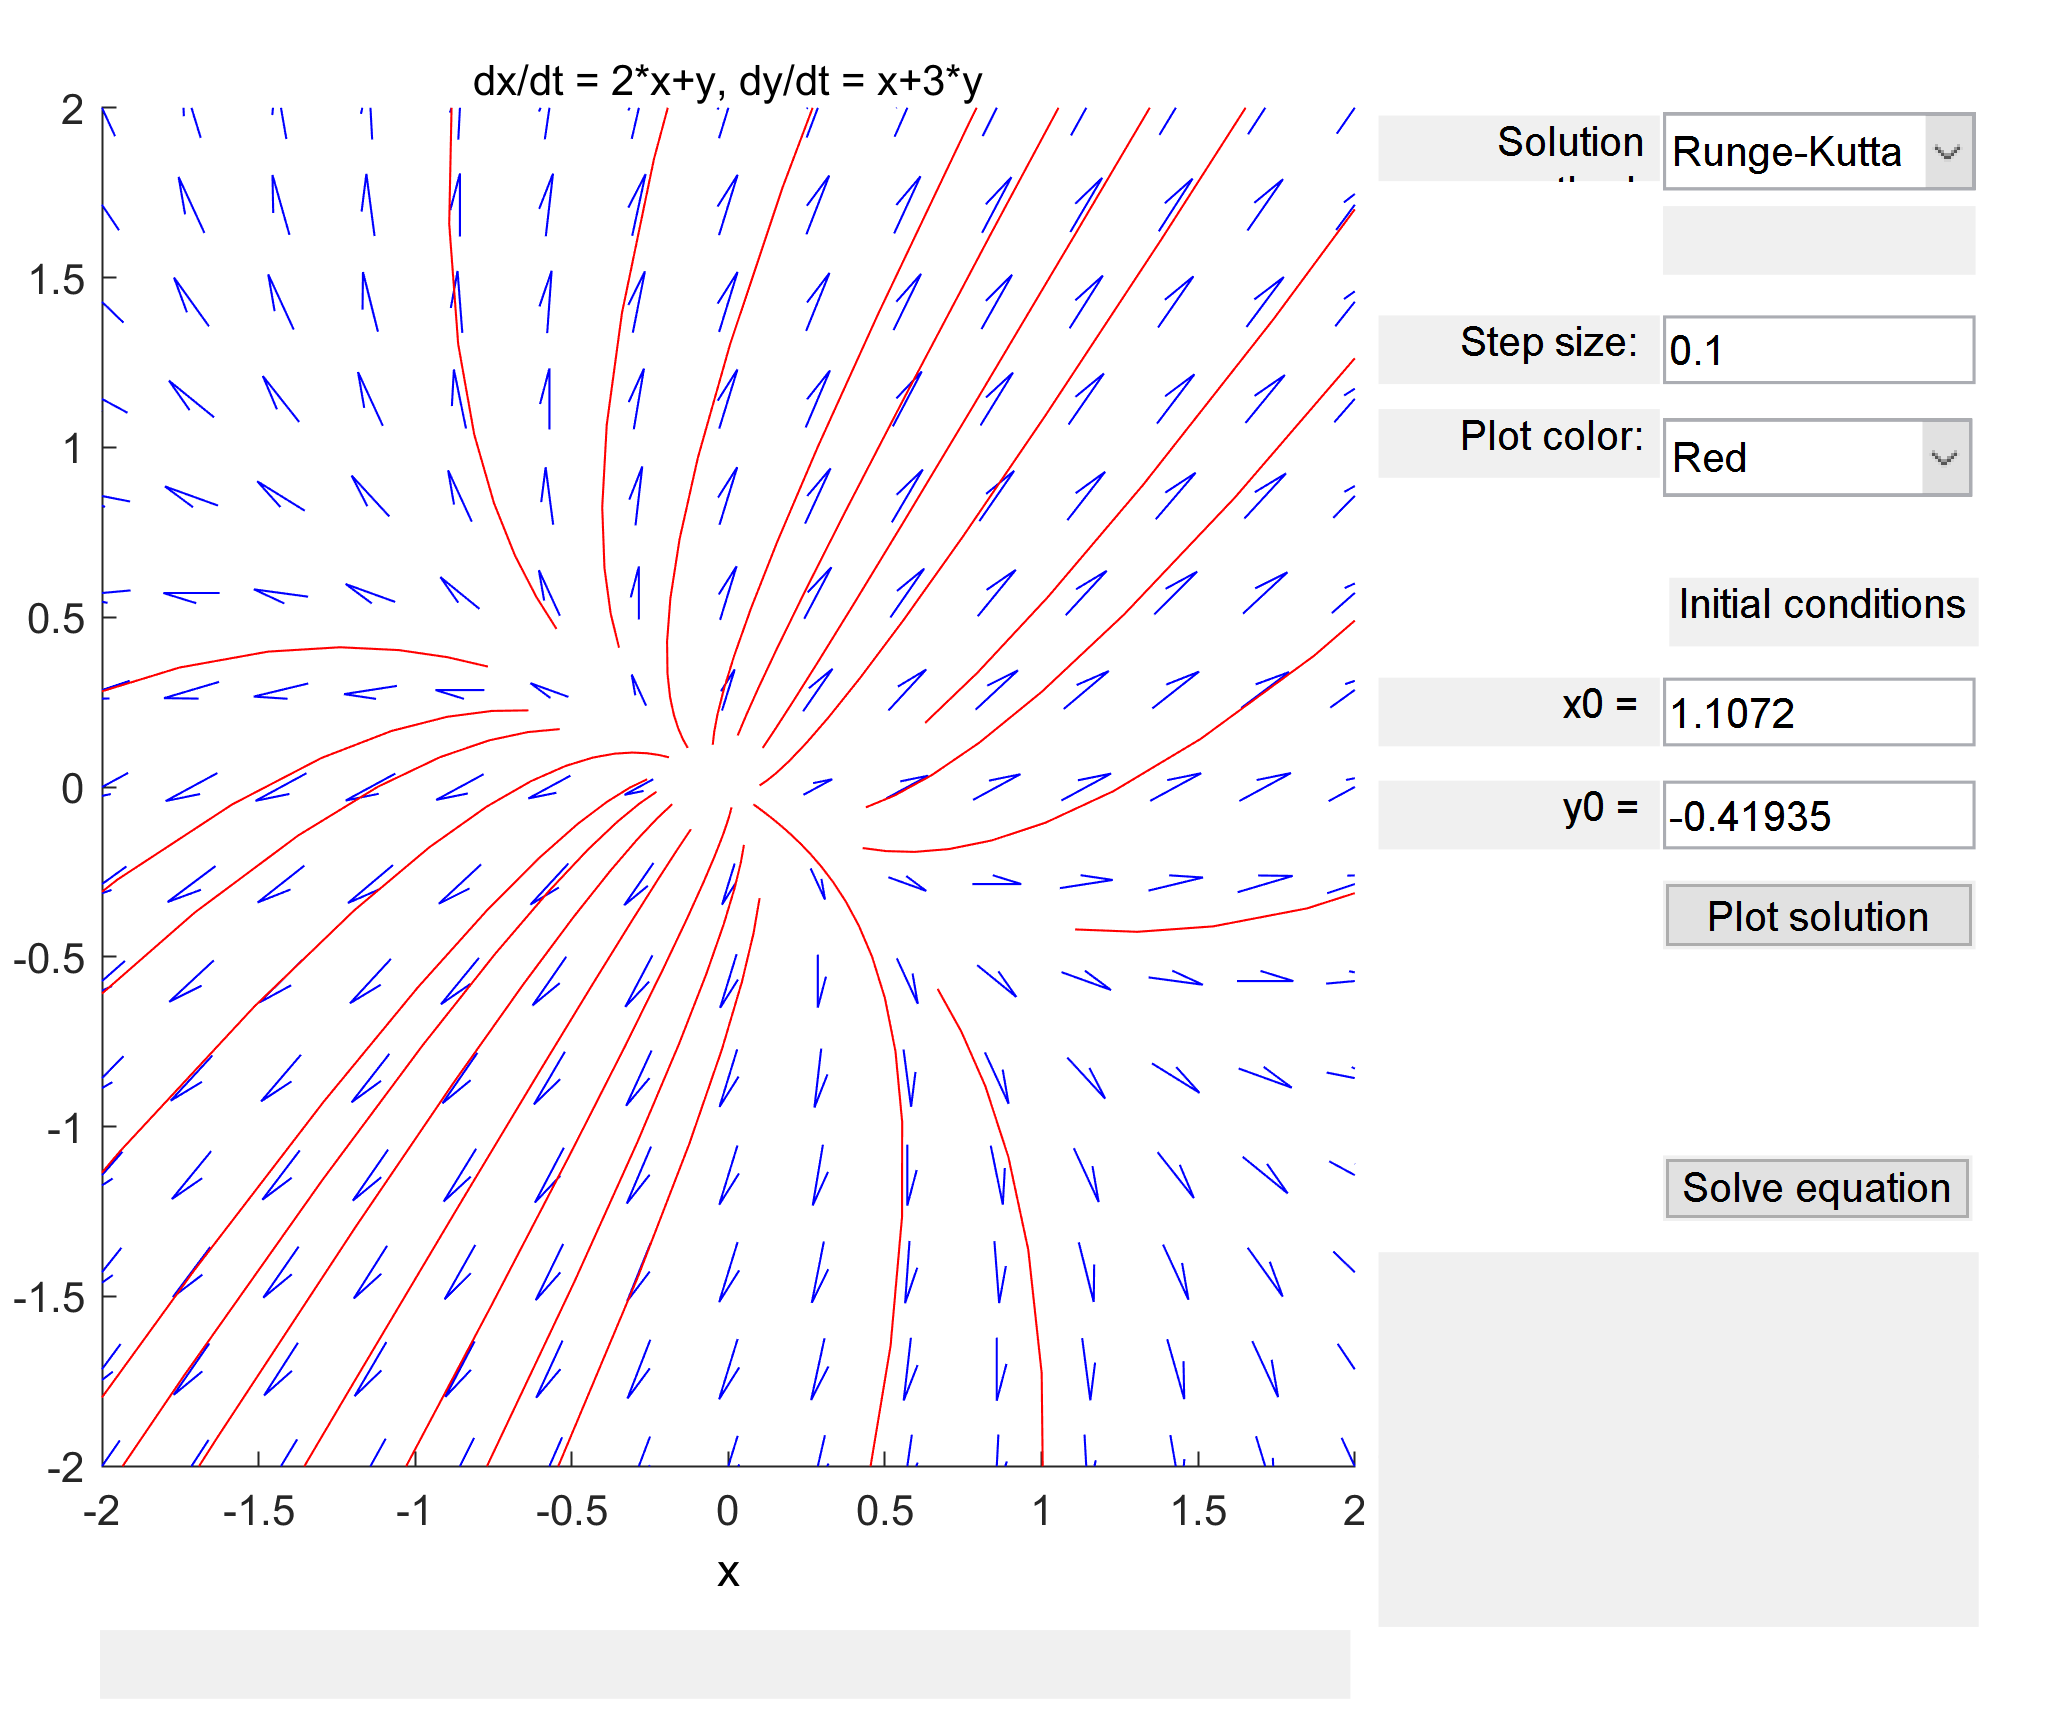 dx/dt = 2*x+y, dy/dt = x+3*y
2
1.5
1
0.5
0
-0.5
-1
-1.5
-2
-2
-1.5
-1
-0.5
0
0.5
1
1.5
2
x
Solution
Runge-Kutta
Step size:
0.1
Plot color:
Red
Initial conditions
x0 =
1.1072
y0 =
-0.41935
Plot solution
Solve equation